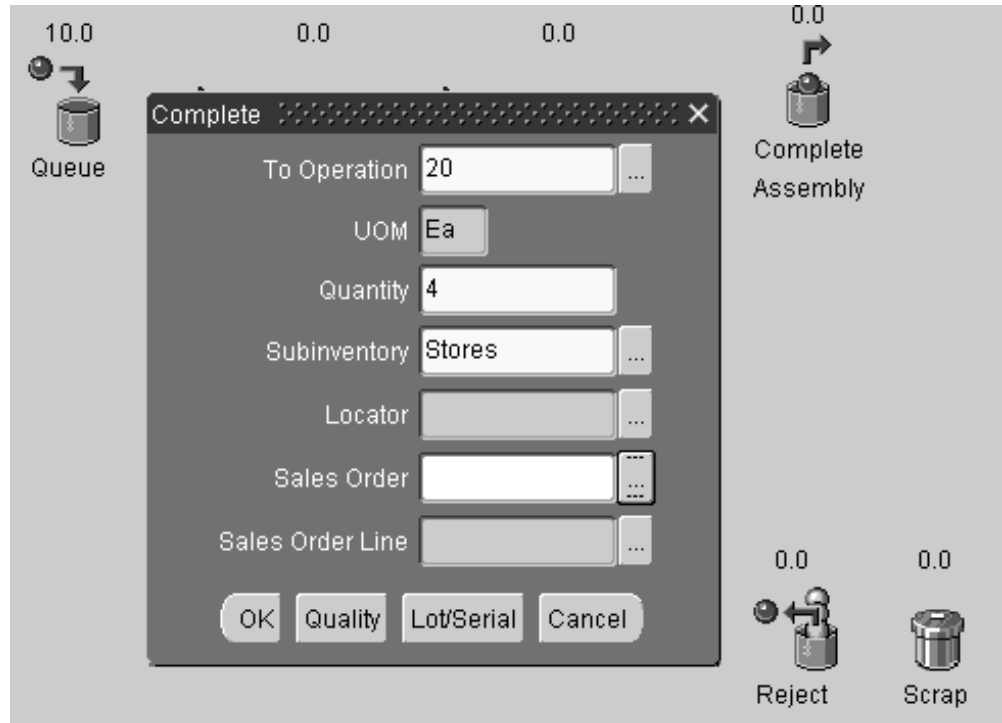 10.0 0.0 0.0 0.0
Queue
Complete
To Operation 20 ...
UOM Ea
Quantity 4
Subinventory Stores ...
Locator ...
Sales Order ...
Sales Order Line ...
OK Quality Lot/Serial Cancel
Complete
Assembly
0.0 0.0
Reject Scrap